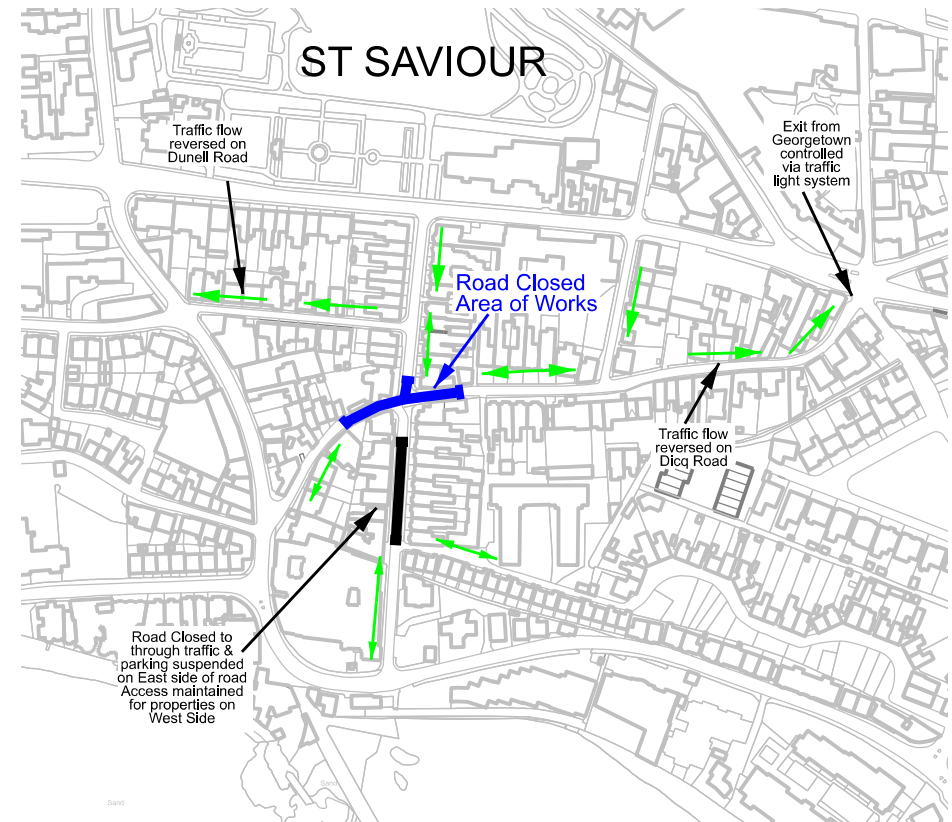 ST SAVIOUR
Traffic flow
reversed on
Dunell Road
Exit from
Georgetown
controlled
via traffic
light system
Road Closed
Area of Works
Traffic flow
reversed on
Dicq Road
Road Closed to
through traffic &
parking suspended
on East side of road
Access maintained
for properties on
West Side
Sand
Sand